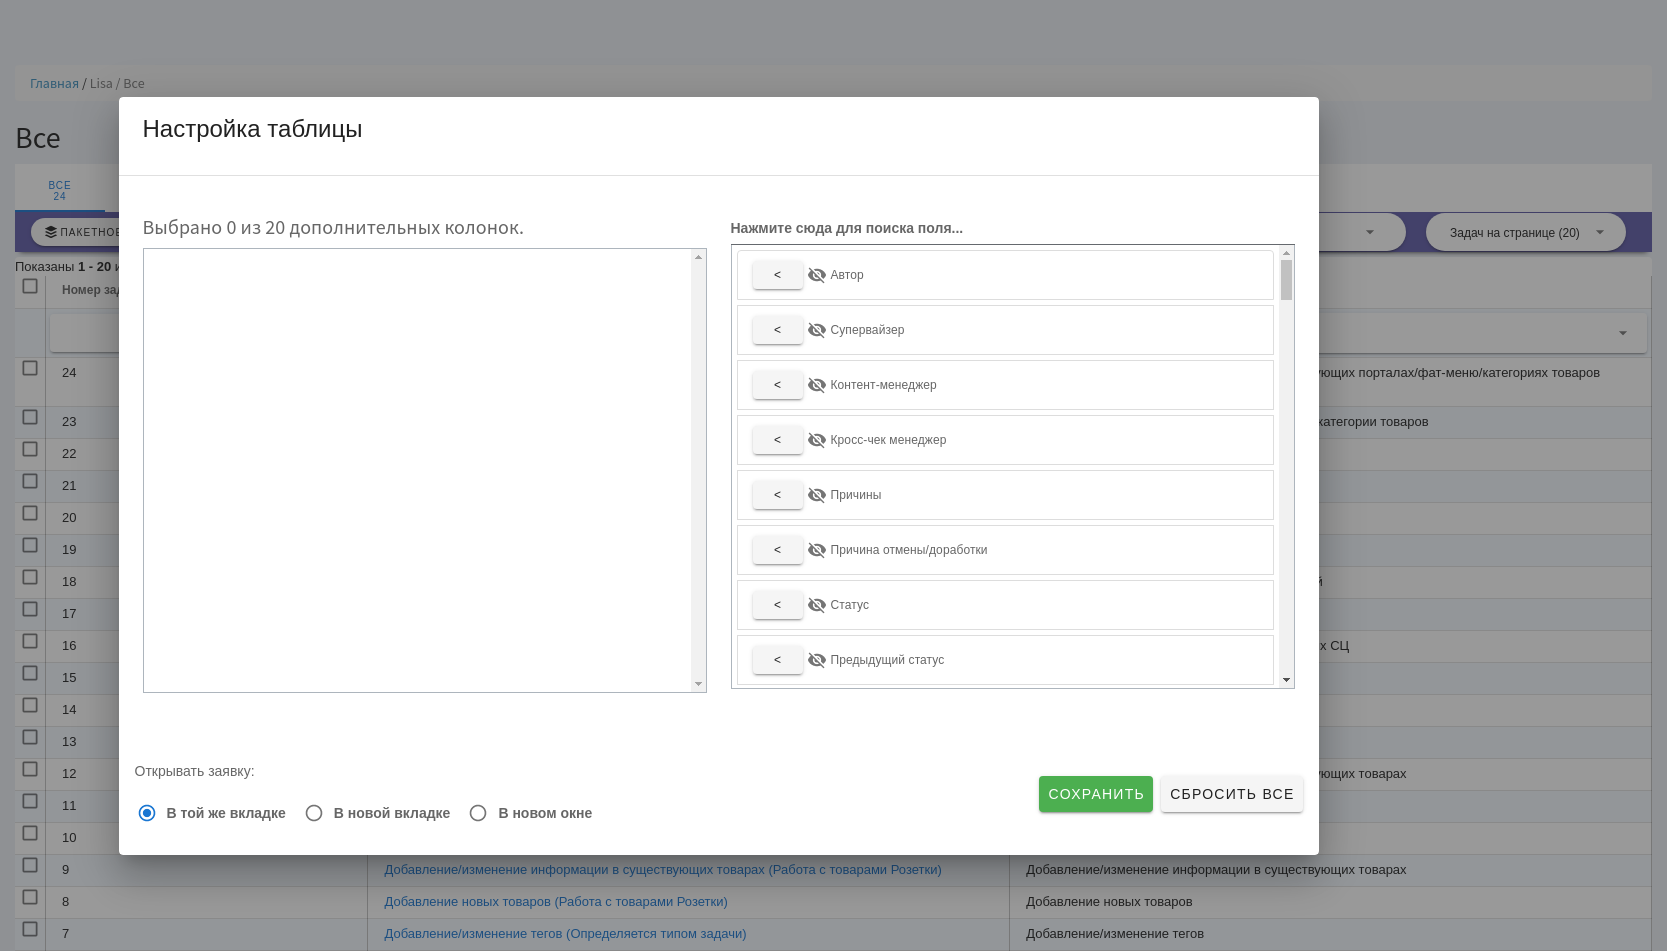 Главная / Lisa / Все
Настройка таблицы
Все
ВСЕ
24
Выбрано 0 из 20 дополнительных колонок.
Нажмите сюда для поиска поля...
ПАКЕТНОЕ
Задач на странице (20)
Показаны 1 - 20 и
Номер зад
< Автор
< Супервайзер
< Контент-менеджер
< Кросс-чек менеджер
< Причины
< Причина отмены/доработки
< Статус
< Предыдущий статус
24 ующих порталах/фат-меню/категориях товаров
23 категории товаров
22
21
20
19
18 й
17
16 х СЦ
15
14
13
12 ующих товарах
11
10
Открывать заявку:
В той же вкладке В новой вкладке В новом окне
СОХРАНИТЬ СБРОСИТЬ ВСЕ
9 Добавление/изменение информации в существующих товарах (Работа с товарами Розетки) Добавление/изменение информации в существующих товарах
8 Добавление новых товаров (Работа с товарами Розетки) Добавление новых товаров
7 Добавление/изменение тегов (Определяется типом задачи) Добавление/изменение тегов